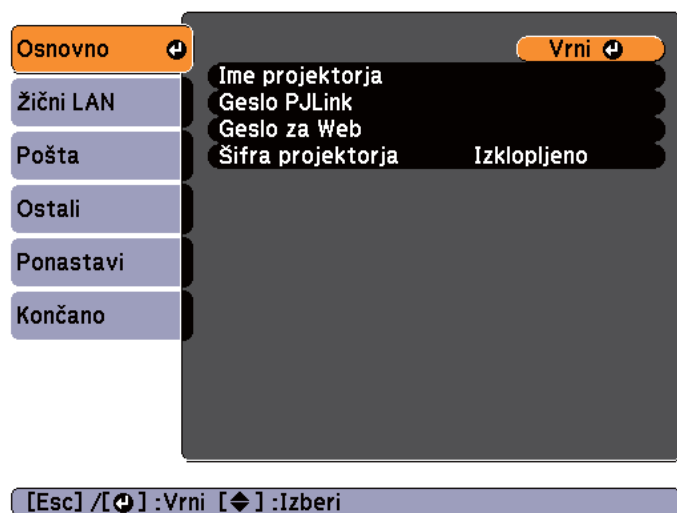 Osnovno
Žični LAN
Pošta
Ostali
Ponastavi
Končano
Vrni
Ime projektorja
Geslo PJLink
Geslo za Web
Šifra projektorja Izklopljeno
[Esc] /[ ] :Vrni [ ] :Izberi